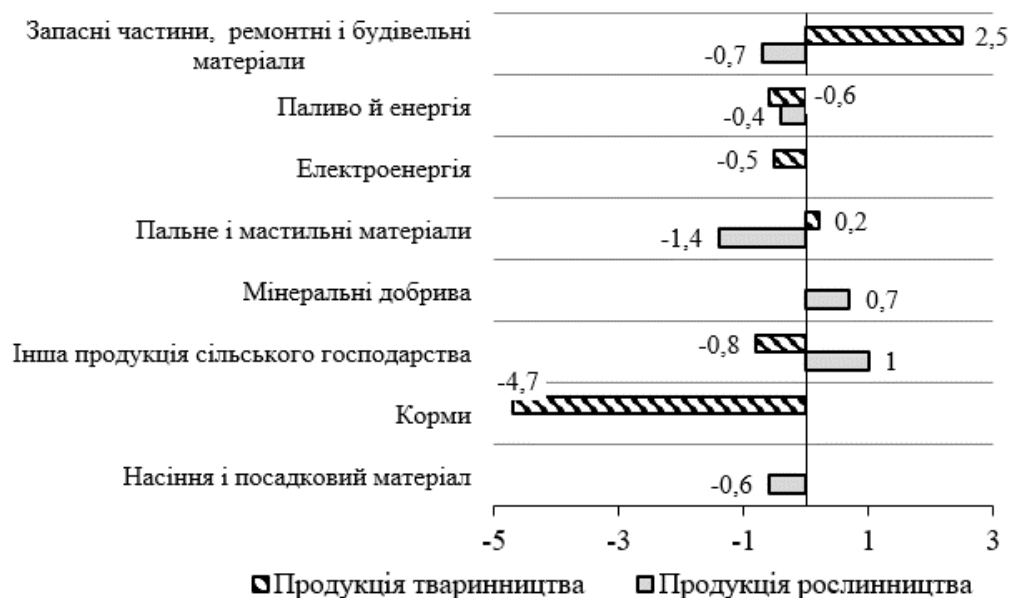 Запасні частини, ремонтні і будівельні
матеріали
2,5
-0,7
Паливо й енергія
-0,6
-0,4
Електроенергія
-0,5
Пальне і мастильні матеріали
0,2
-1,4
Мінеральні добрива
0,7
Інша продукція сільського господарства
-0,8
1
-4,7
Корми
Насіння і посадковий матеріал
-0,6
-5 -3 -1 1 3
Продукція тваринництва Продукція рослинництва